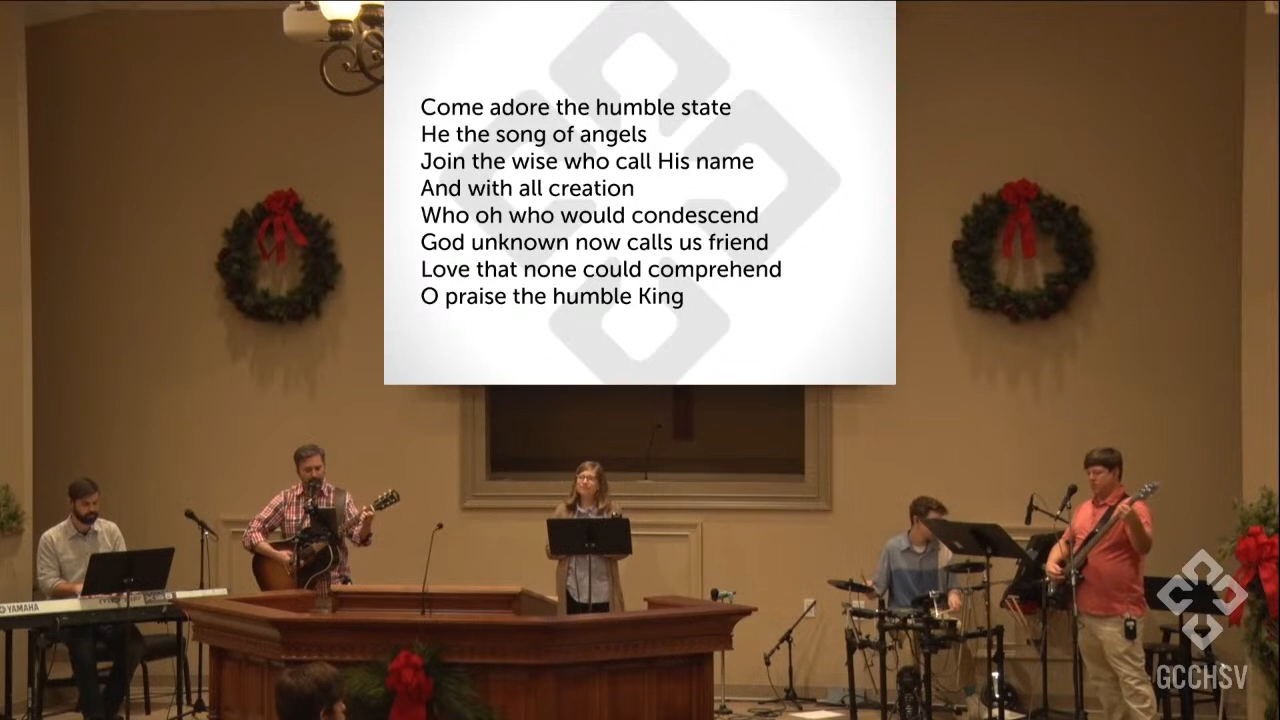 Come adore the humble state
He the song of angels
Join the wise who call His name
And with all creation
Who oh who would condescend
God unknown now calls us friend
Love that none could comprehend
O praise the humble King
YAMAHA
GCCHSV